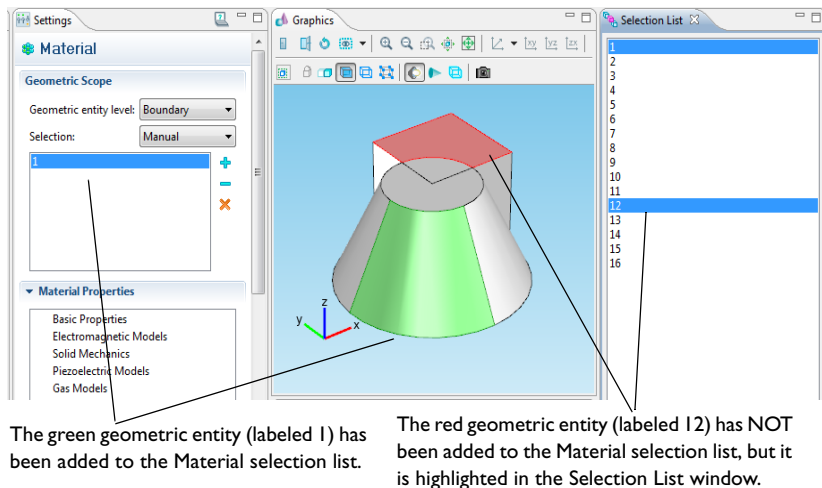 Settings
Material
Geometric Scope
Geometric entity level: Boundary
Selection: Manual
1
Material Properties
Basic Properties
Electromagnetic Models
Solid Mechanics
Piezoelectric Models
Gas Models
Graphics
xy yz zx
z
y
x
Selection List
1
2
3
4
5
6
7
8
9
10
11
12
13
14
15
16
The green geometric entity (labeled 1) has
been added to the Material selection list.
The red geometric entity (labeled 12) has NOT
been added to the Material selection list, but it
is highlighted in the Selection List window.